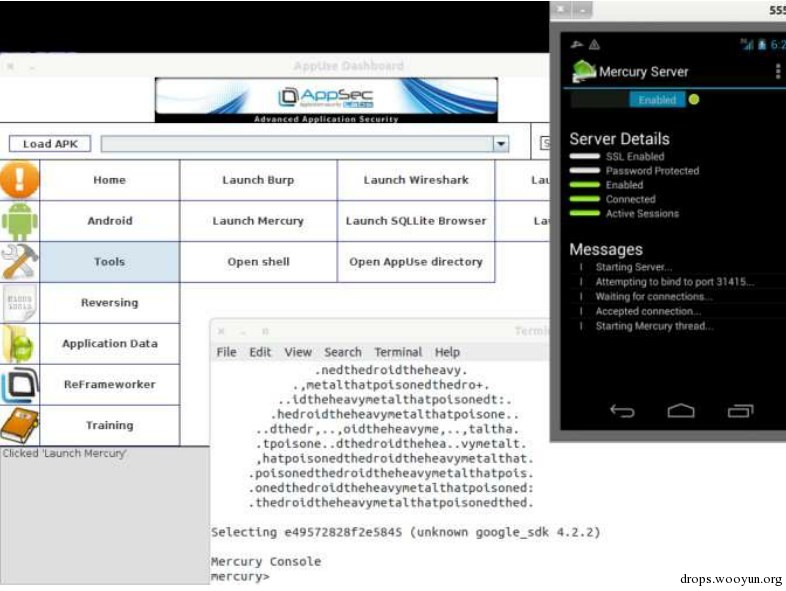 555
AppUse Dashboard
AppSec
Labs
Advanced Application Security
Load APK
S
Home
Launch Burp
Launch Wireshark
Lau
Android
Launch Mercury
Launch SQLLite Browser
La
Tools
Open shell
Open AppUse directory
Reversing
Application Data
ReFrameworker
Training
Clicked 'Launch Mercury'
Termi
File Edit View Search Terminal Help
.nedthedroidtheheavy.
.,metalthatpoisonedthedro+.
..idtheheavymetalthatpoisonedt:.
.hedroidtheheavymetalthatpoisone..
..dthedr,..,oidtheheavyme,..,taltha.
.tpoisone..dthedroidthehea..vymetalt.
,hatpoisonedthedroidtheheavymetalthat.
.poisonedthedroidtheheavymetalthatpois.
.onedthedroidtheheavymetalthatpoisoned:
.thedroidtheheavymetalthatpoisonedthed.
Selecting e49572828f2e5845 (unknown google_sdk 4.2.2)
Mercury Console
mercury>
6:2
Mercury Server
Enabled
Server Details
SSL Enabled
Password Protected
Enabled
Connected
Active Sessions
Messages
Starting Server...
Attempting to bind to port 31415...
Waiting for connections...
Accepted connection...
Starting Mercury thread...
drops.wooyun.org